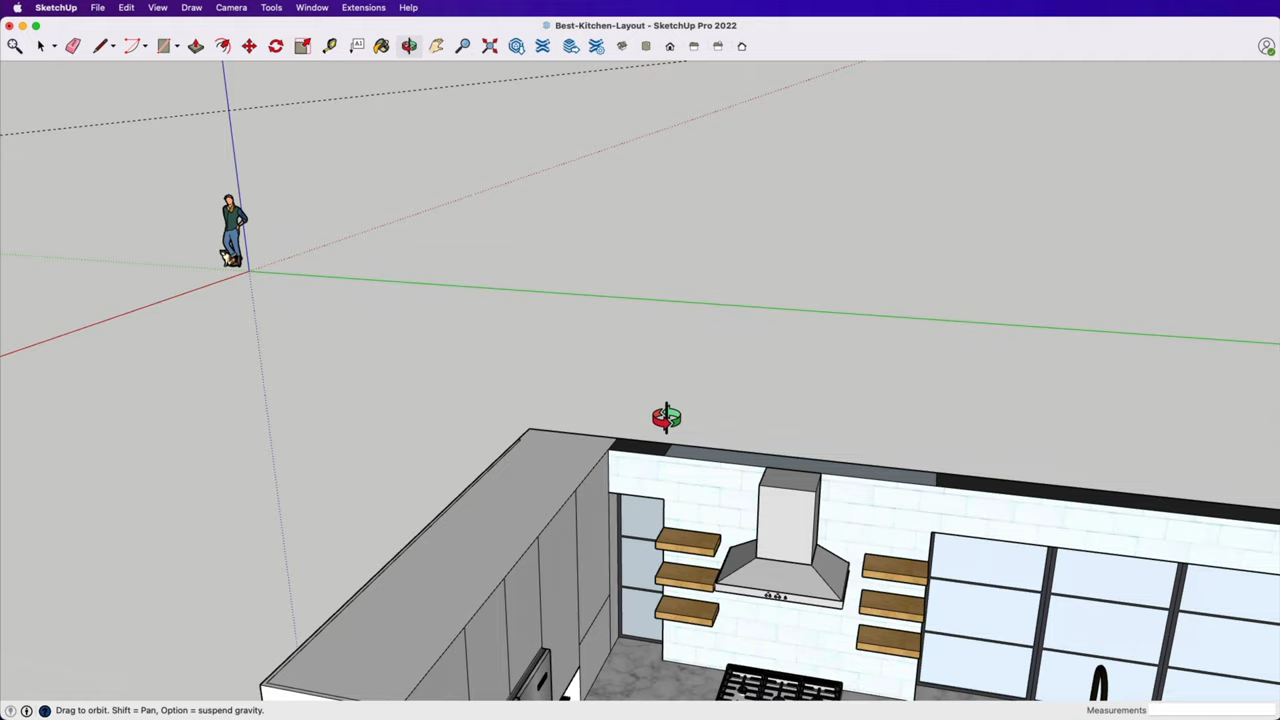 SketchUp File Edit View Draw Camera Tools Window Extensions Help
Best-Kitchen-Layout - SketchUp Pro 2022
A1
Drag to orbit. Shift = Pan, Option = suspend gravity.
Measurements